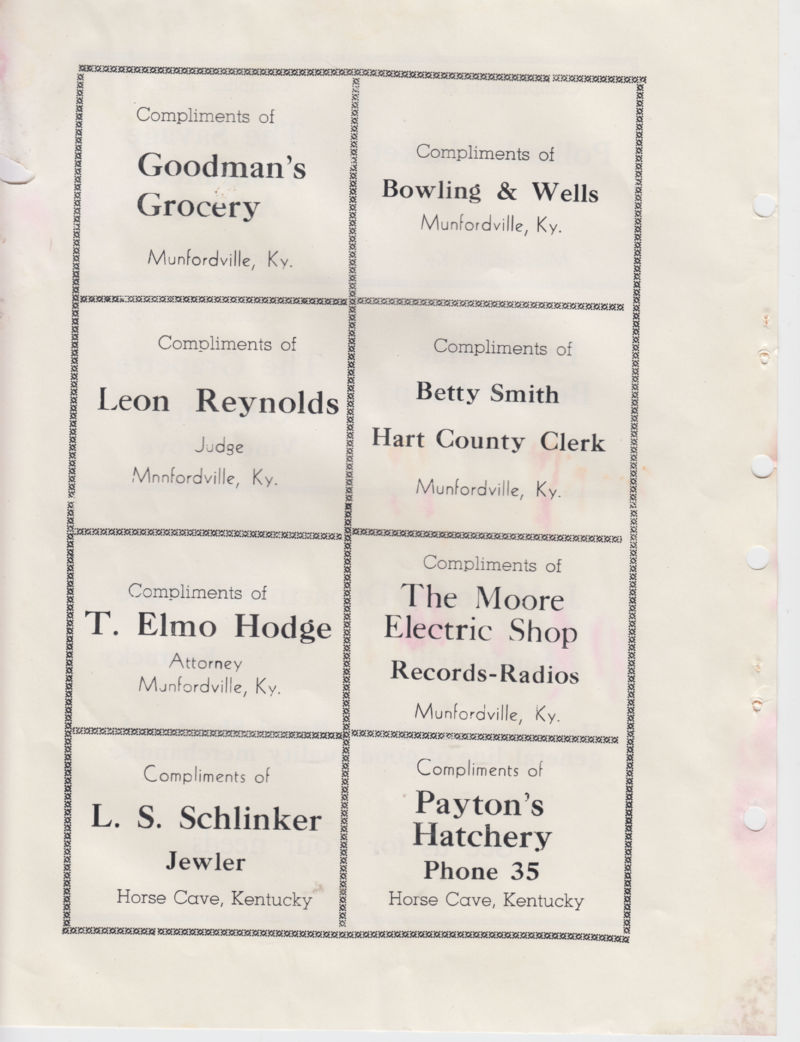 Compliments of
Goodman's
Grocery
Munfordville, Ky.
Compliments of
Bowling & Wells
Munfordville, Ky.
Compliments of
Leon Reynolds
Judge
Mnnfordville, Ky.
Compliments of
Betty Smith
Hart County Clerk
Munfordville, Ky.
Compliments of
T. Elmo Hodge
Attorney
Munfordville, Ky.
Compliments of
The Moore
Electric Shop
Records-Radios
Munfordville, Ky.
Compliments of
L. S. Schlinker
Jewler
Horse Cave, Kentucky
Compliments of
Payton's
Hatchery
Phone 35
Horse Cave, Kentucky